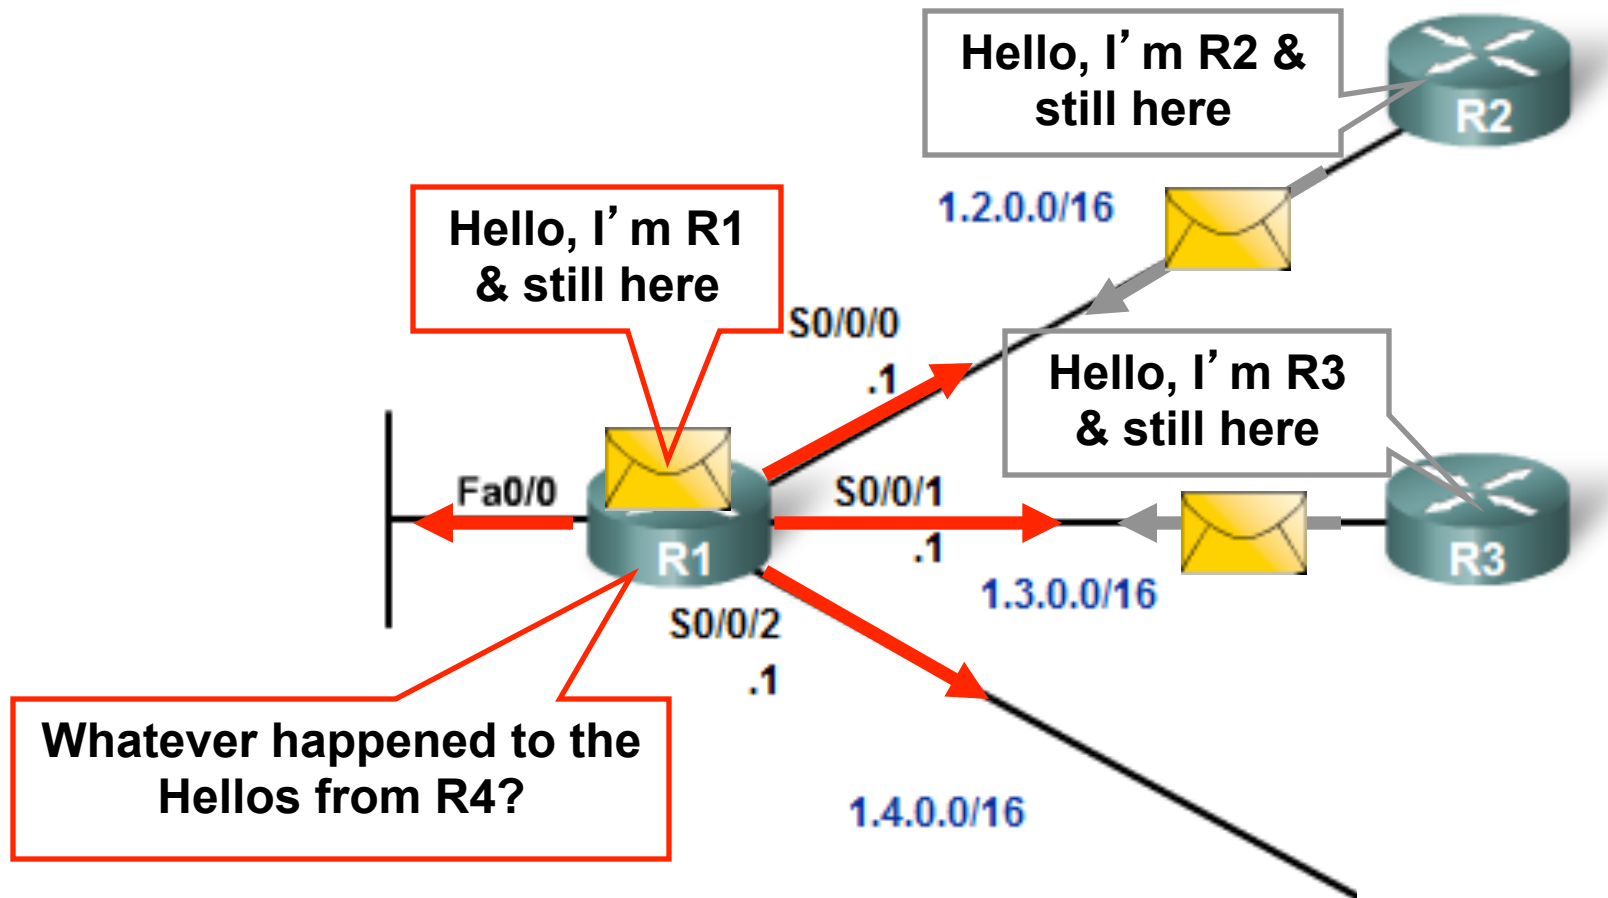 Hello, I’m R2 &
still here
R2
1.2.0.0/16
Hello, I’m R1
& still here
S0/0/0
.1
Hello, I’m R3
& still here
Fa0/0
R1
S0/0/1
.1
R3
1.3.0.0/16
S0/0/2
.1
Whatever happened to the
Hellos from R4?
1.4.0.0/16